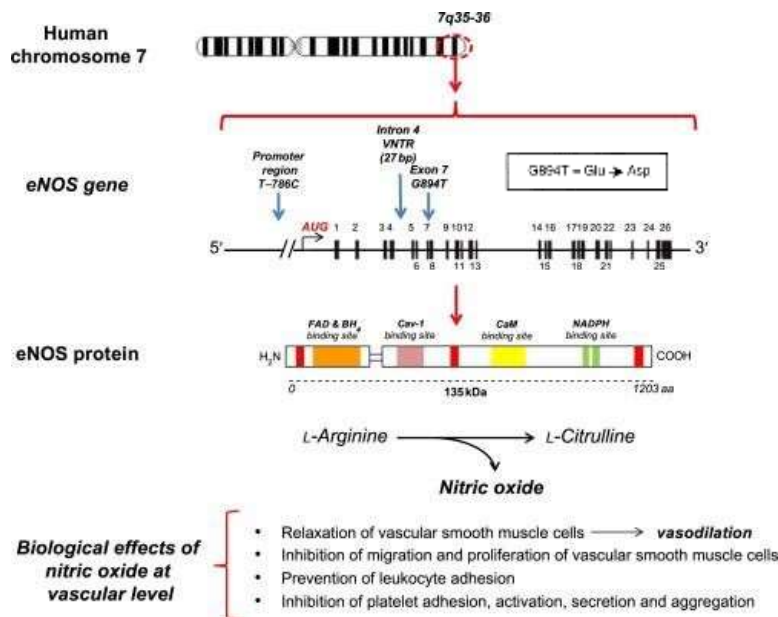 7q35-36
Human
chromosome 7
Intron 4
VNTR
(27 bp)
Promoter
region
T–786C
Exon 7
G894T
G894T = Glu → Asp
eNOS gene
AUG 1 2 3 4 5 7 9 10 12 14 16 17 19 20 22 23 24 26
5' 3'
6 8 11 13 15 18 21 25
FAD & BH4 binding site
Cav-1 binding site
CaM binding site
NADPH binding site
eNOS protein
H2N COOH
0 135 kDa 1203 aa
L-Arginine → L-Citrulline
Nitric oxide
Biological effects of
nitric oxide at
vascular level
• Relaxation of vascular smooth muscle cells → vasodilation
• Inhibition of migration and proliferation of vascular smooth muscle cells
• Prevention of leukocyte adhesion
• Inhibition of platelet adhesion, activation, secretion and aggregation